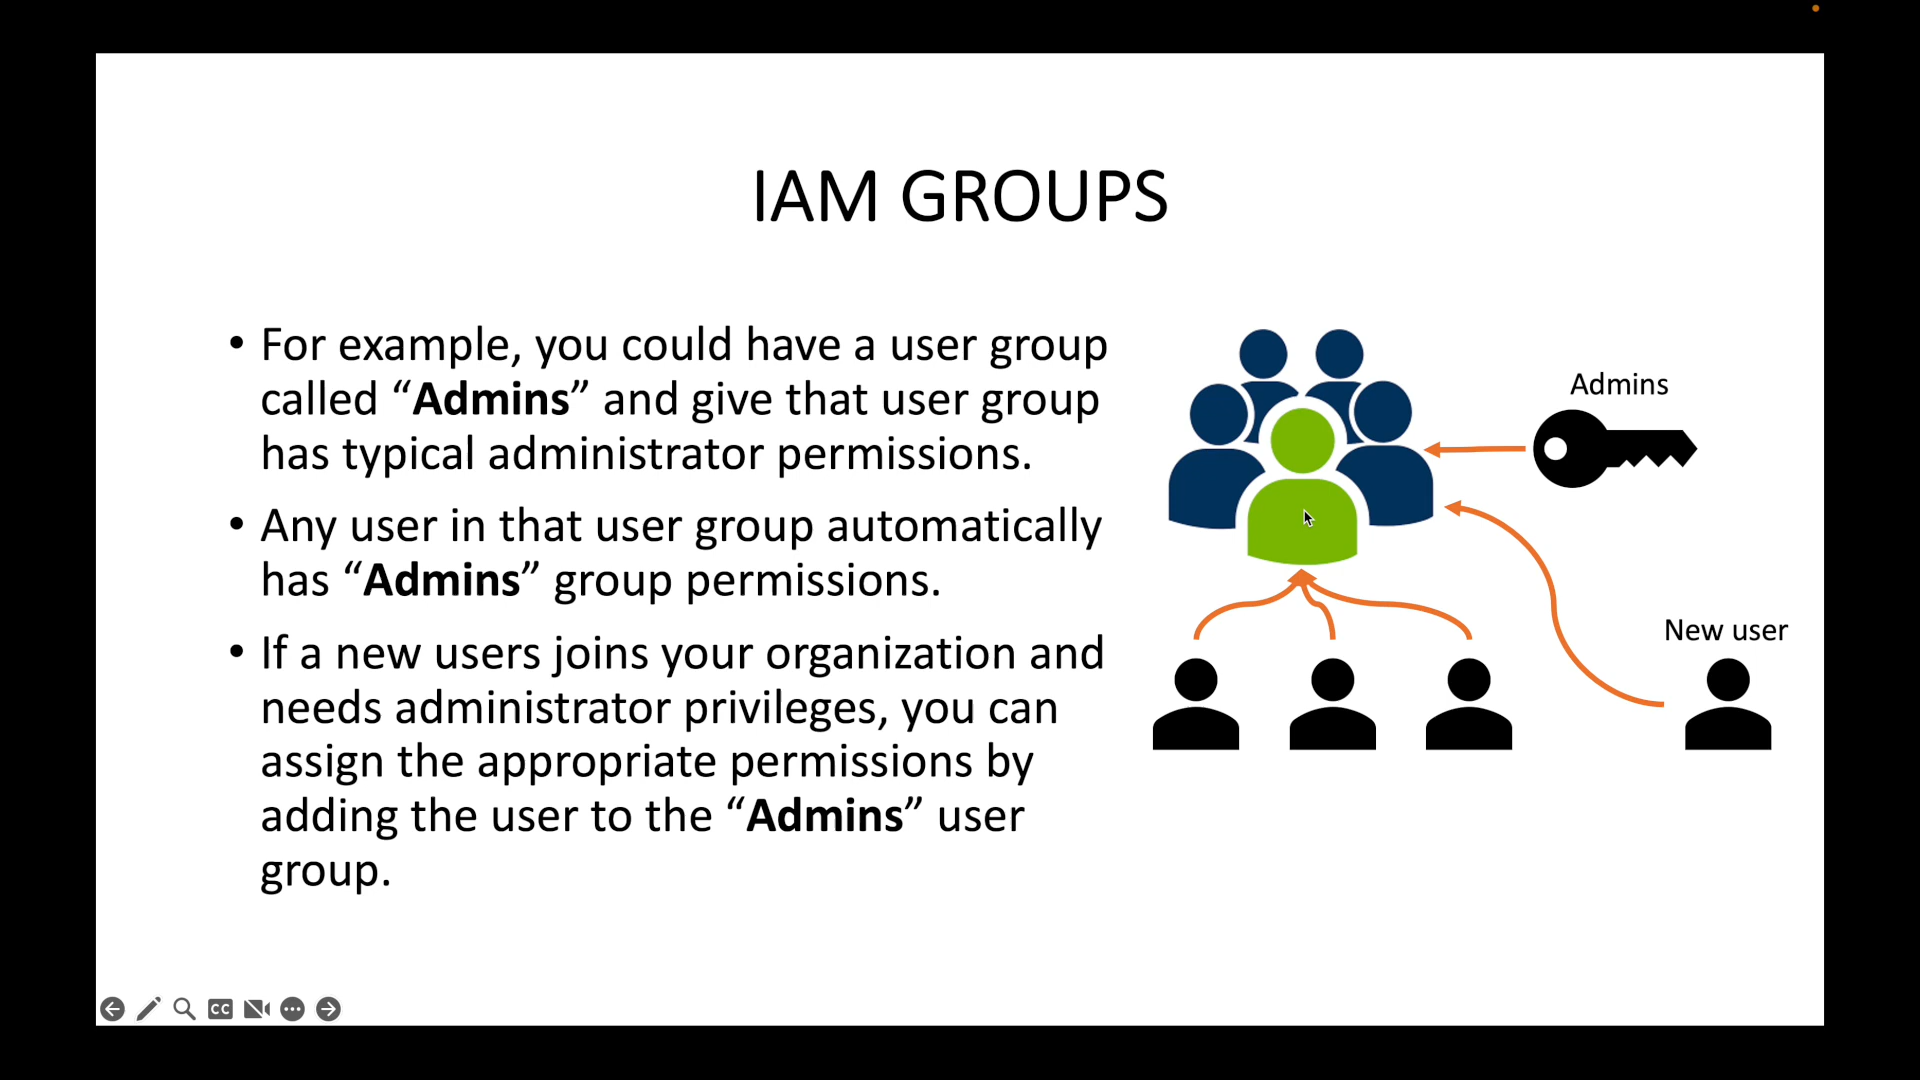 IAM GROUPS
• For example, you could have a user group
called “Admins” and give that user group
has typical administrator permissions.
• Any user in that user group automatically
has “Admins” group permissions.
• If a new users joins your organization and
needs administrator privileges, you can
assign the appropriate permissions by
adding the user to the “Admins” user
group.
Admins
New user
CC